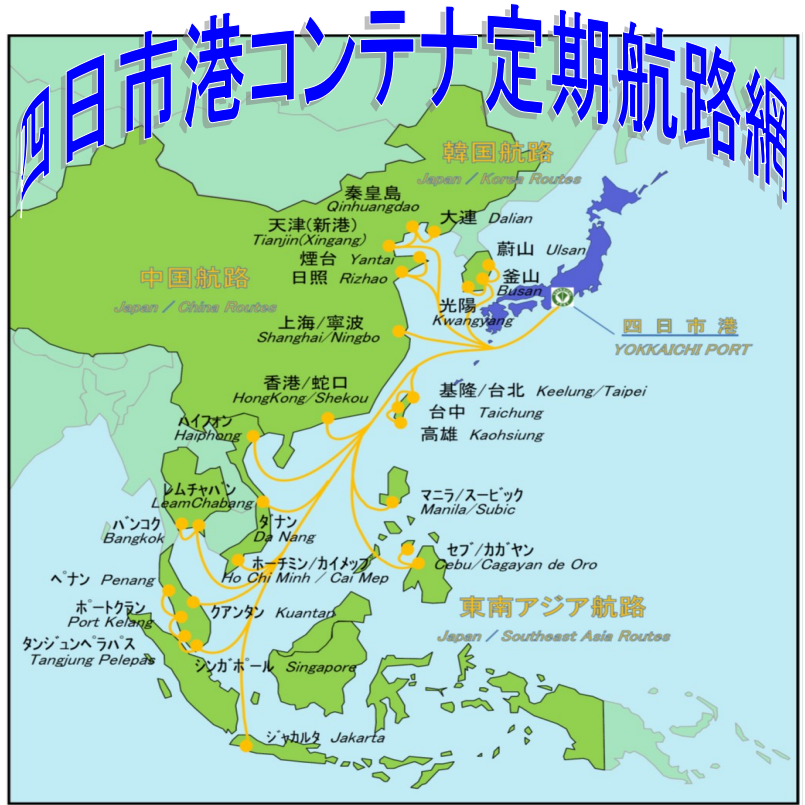 四日市港コンテナ定期航路網
韓国航路
Japan / Korea Routes
秦皇島
Qinhuangdao
大連 Dalian
天津(新港)
Tianjin(Xingang)
煙台 Yantai
日照 Rizhao
蔚山 Ulsan
釜山
Busan
光陽
Kwangyang
中国航路
Japan / China Routes
上海/寧波
Shanghai/Ningbo
四日市港
YOKKAICHI PORT
香港/蛇口
HongKong/Shekou
基隆/台北 Keelung/Taipei
台中 Taichung
高雄 Kaohsiung
ハイフォン
Haiphong
レムチャバン
LeamChabang
マニラ/スービック
Manila/Subic
バンコク
Bangkok
ダナン
Da Nang
セブ/カガヤン
Cebu/Cagayan de Oro
ホーチミン/カイメップ
Ho Chi Minh / Cai Mep
ペナン Penang
ポートクラン
Port Kelang
クアンタン Kuantan
東南アジア航路
Japan / Southeast Asia Routes
タンジュンペラパス
Tangjung Pelepas
シンガポール Singapore
ジャカルタ Jakarta